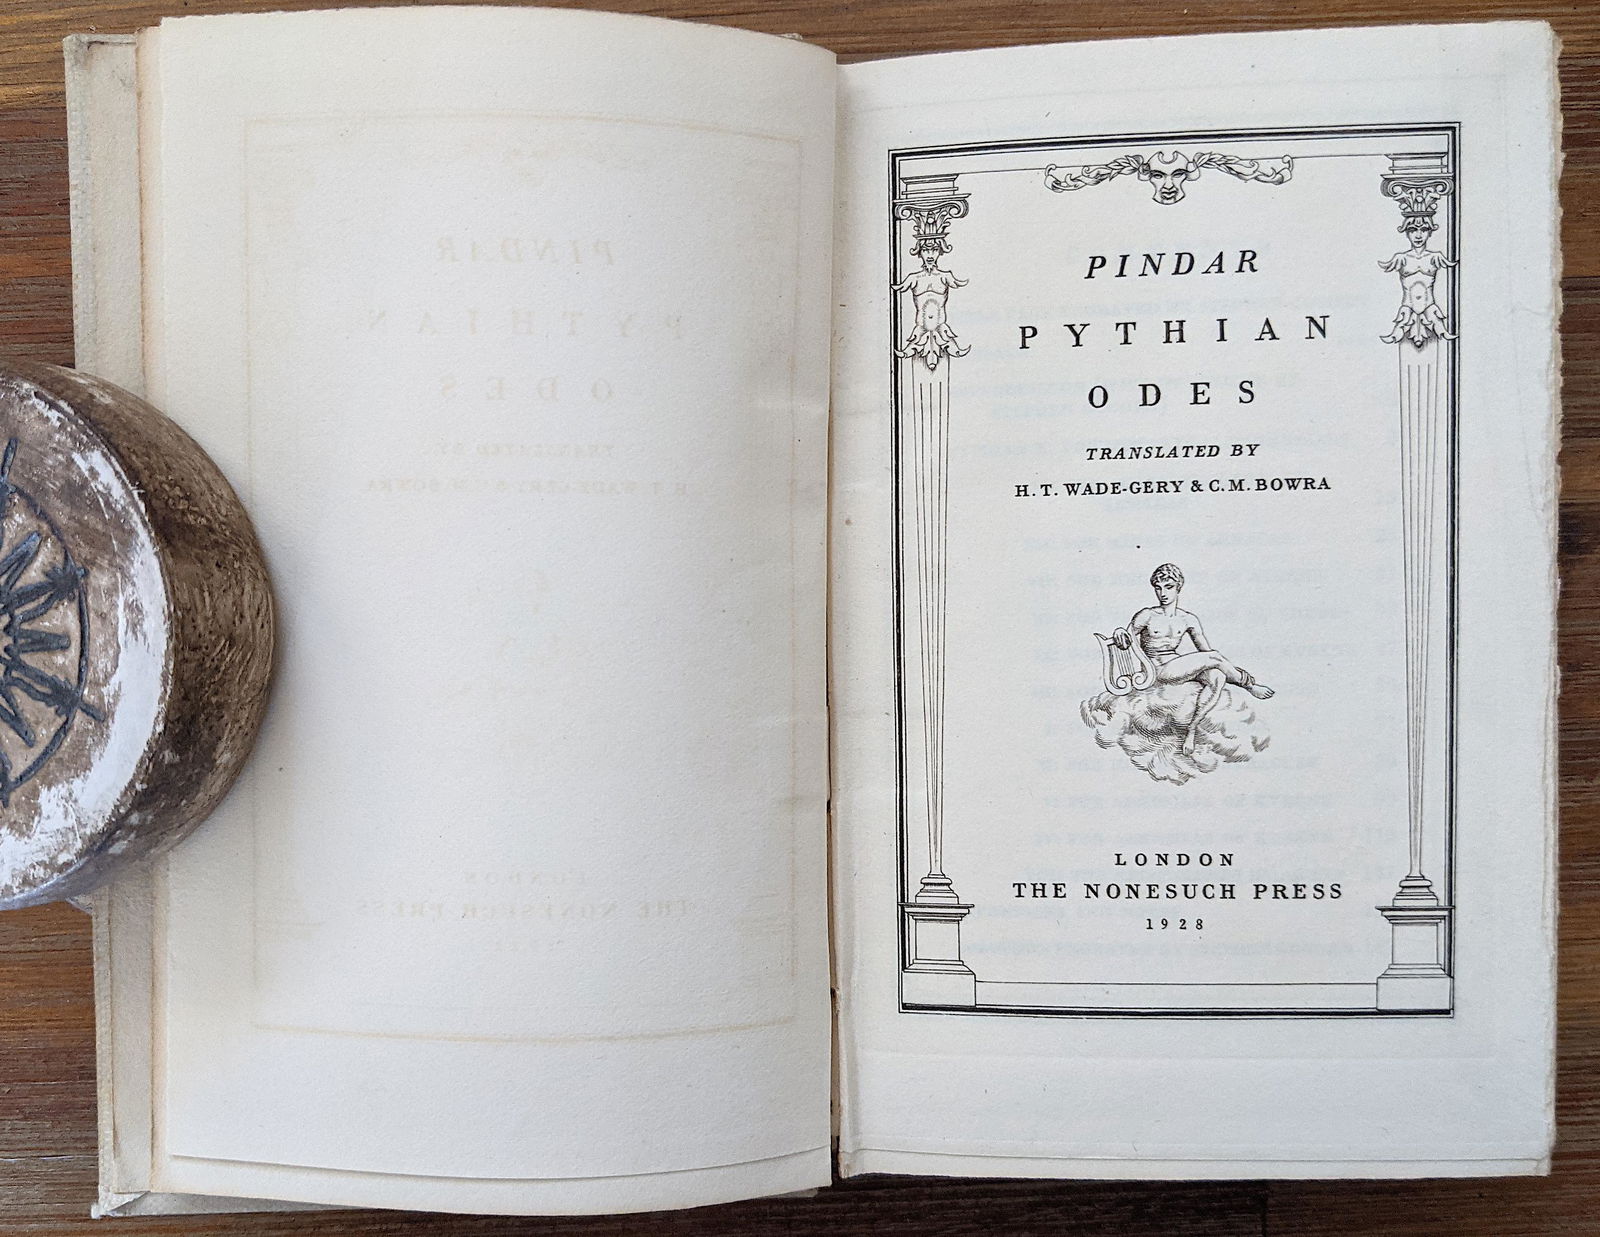 PINDAR
PYTHIAN
ODES
TRANSLATED BY
H. T. WADE-GERY & C. M. BOWRA
LONDON
THE NONESUCH PRESS
1928